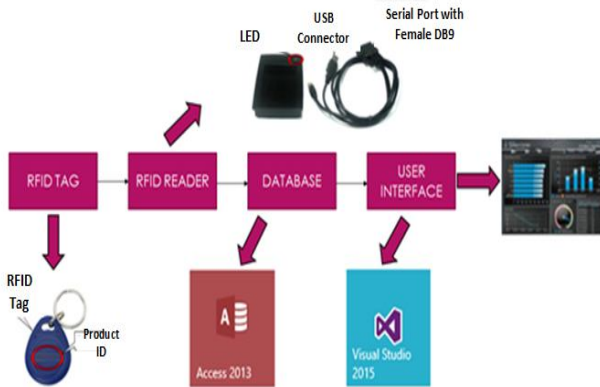 LED
USB
Connector
Serial Port with
Female DB9
RFID TAG
RFID READER
DATABASE
USER
INTERFACE
RFID
Tag
Product
ID
A
Access 2013
Visual Studio
2015